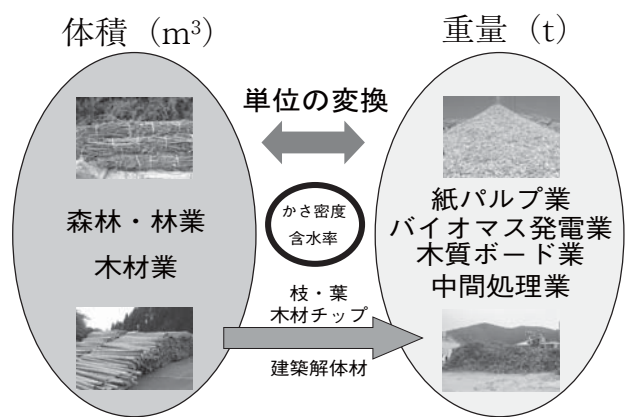 体積（m³）
重量（t）
単位の変換
かさ密度
含水率
森林・林業
木材業
紙パルプ業
バイオマス発電業
木質ボード業
中間処理業
枝・葉
木材チップ
建築解体材